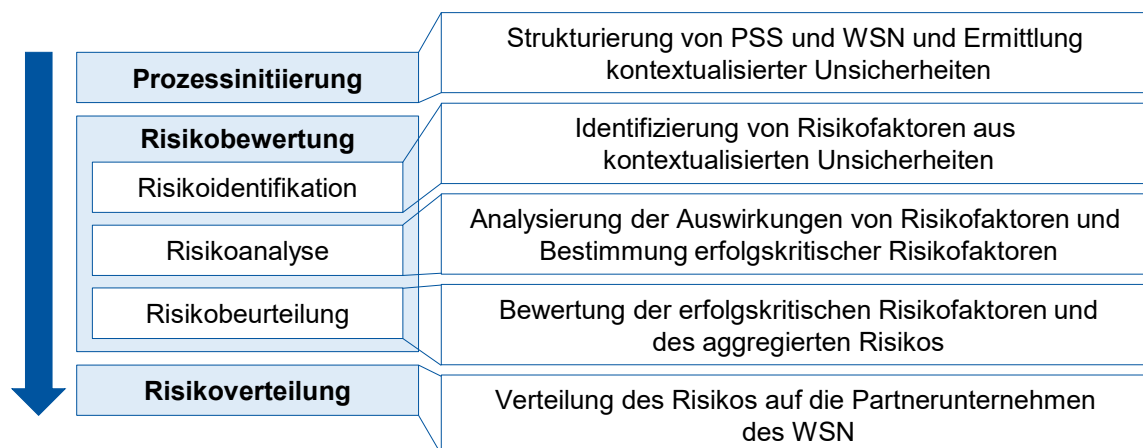 Prozessinitiierung
Strukturierung von PSS und WSN und Ermittlung
kontextualisierter Unsicherheiten
Risikobewertung
Risikoidentifikation
Identifizierung von Risikofaktoren aus
kontextualisierten Unsicherheiten
Risikoanalyse
Analysierung der Auswirkungen von Risikofaktoren und
Bestimmung erfolgskritischer Risikofaktoren
Risikobeurteilung
Bewertung der erfolgskritischen Risikofaktoren und
des aggregierten Risikos
Risikoverteilung
Verteilung des Risikos auf die Partnerunternehmen
des WSN